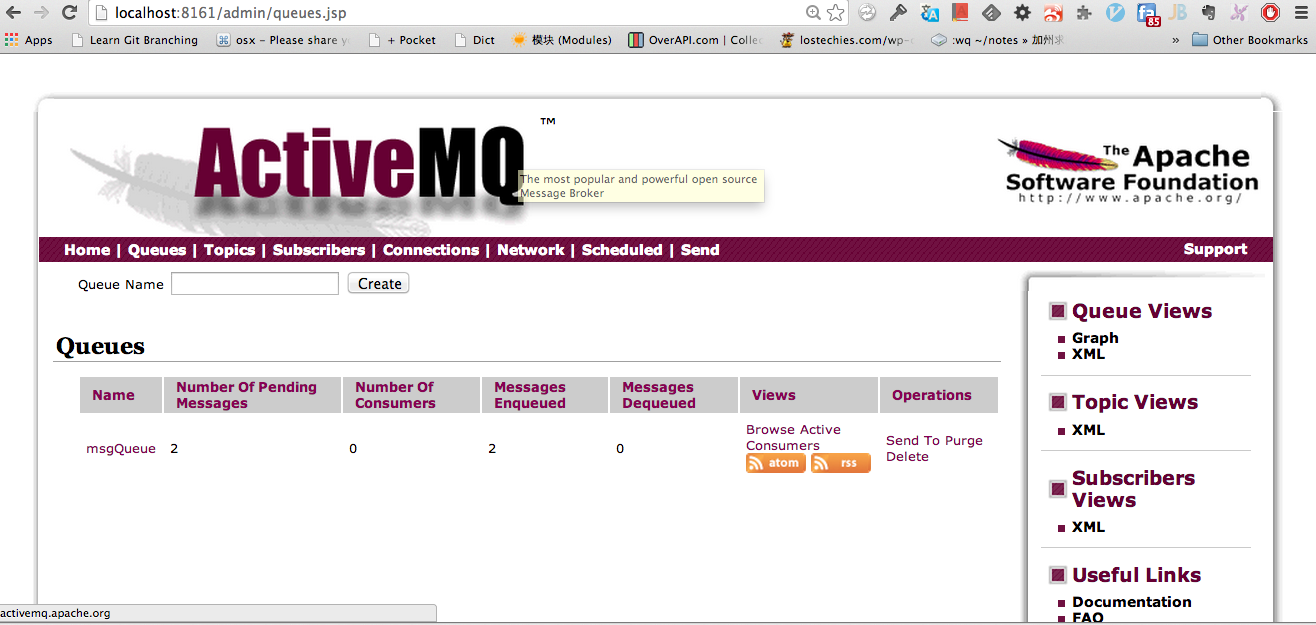 localhost:8161/admin/queues.jsp
85
Apps Learn Git Branching osx – Please share y + Pocket Dict 模块 (Modules) OverAPI.com | Collec lostechies.com/wp-c :wq ~/notes » 加州求 » Other Bookmarks
ActiveMQ™
The most popular and powerful open source
Message Broker
The Apache
Software Foundation
http://www.apache.org/
Home | Queues | Topics | Subscribers | Connections | Network | Scheduled | Send
Support
Queue Name Create
Queues
Name Number Of Pending Messages Number Of Consumers Messages Enqueued Messages Dequeued Views Operations
msgQueue 2 0 2 0
Browse Active
Consumers
atom rss
Send To Purge
Delete
Queue Views
Graph
XML
Topic Views
XML
Subscribers
Views
XML
Useful Links
Documentation
FAQ
activemq.apache.org